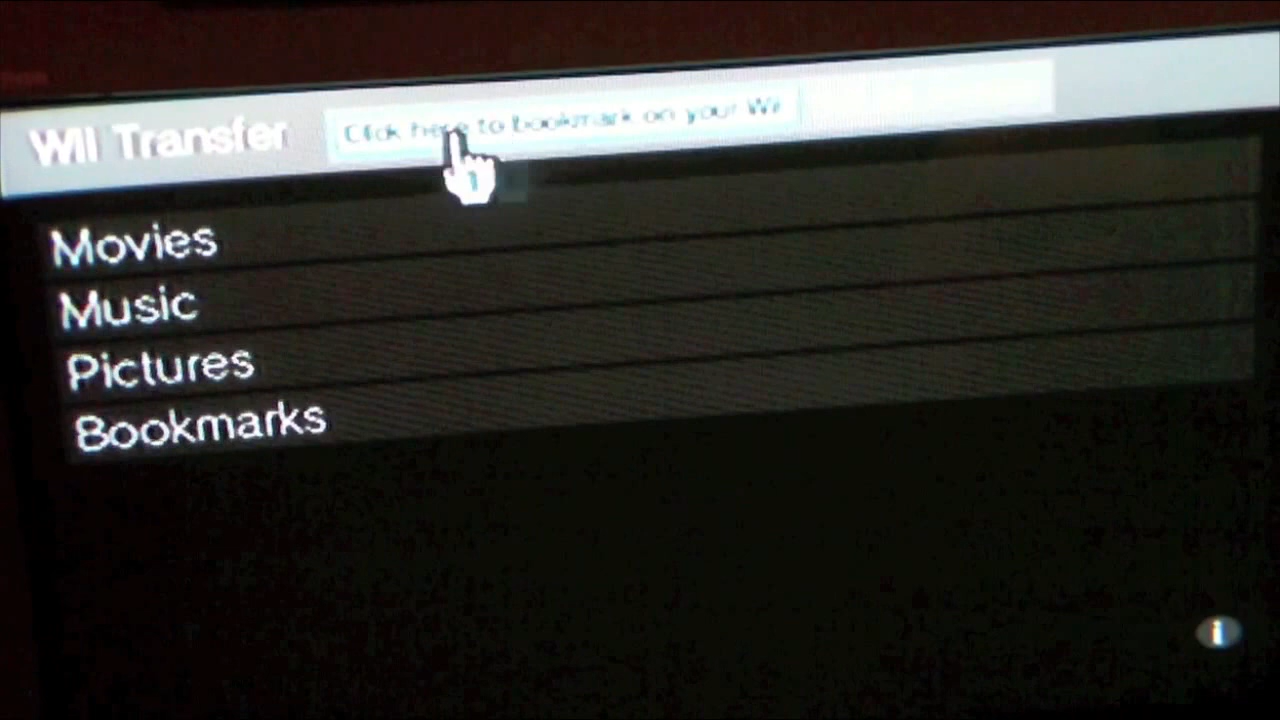 Wii Transfer
Click here to bookmark on your Wii
Movies
Music
Pictures
Bookmarks
i